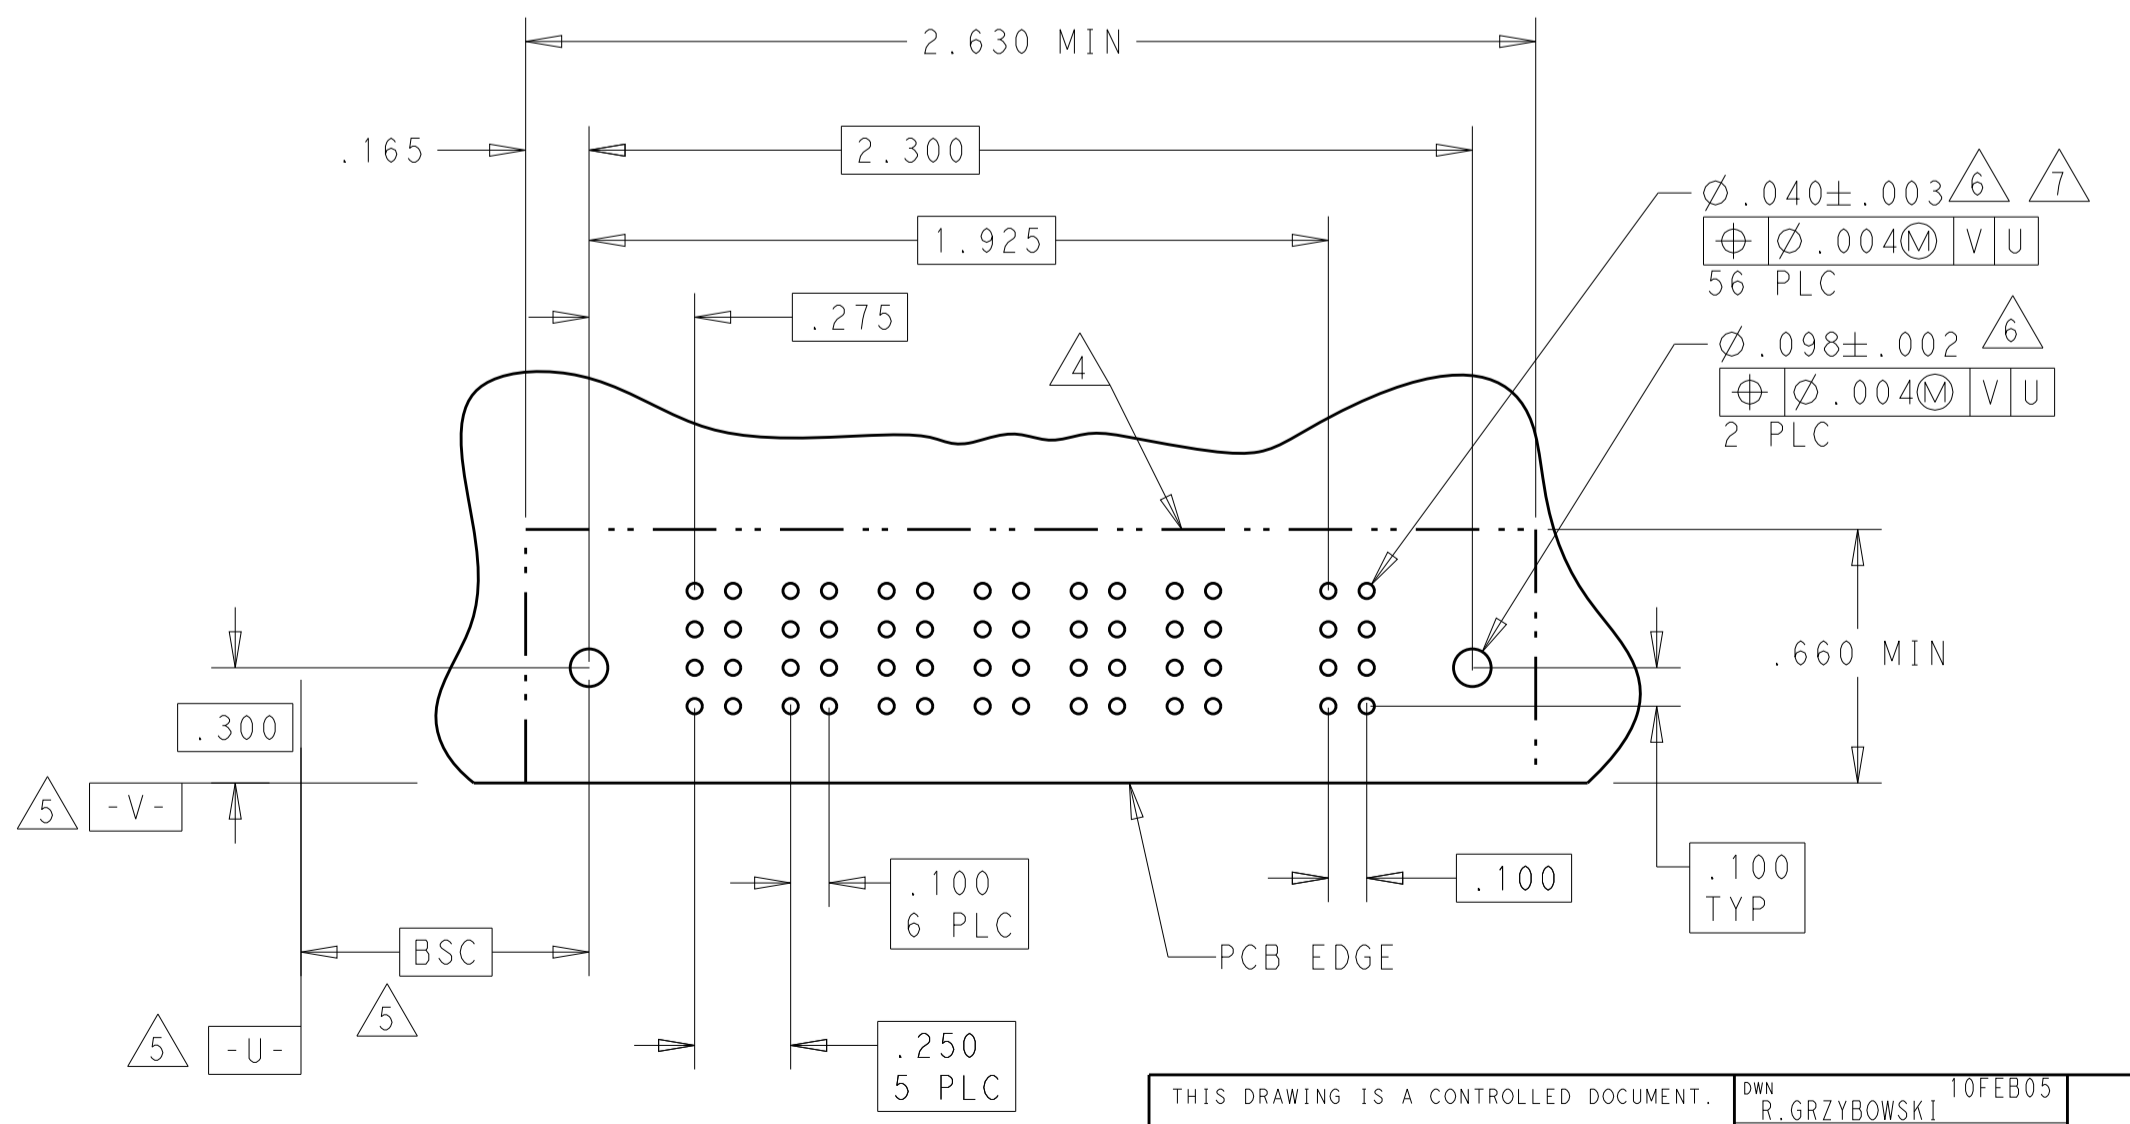 2.630 MIN
.165
2.300
1.925
.275
⌀.040±.003 6 7
⌖ ⌀.004Ⓜ V U
56 PLC
⌀.098±.002 6
⌖ ⌀.004Ⓜ V U
2 PLC
4
.660 MIN
.300
5 -V-
.100
6 PLC
.100
.100
TYP
BSC
5
PCB EDGE
5 -U-
.250
5 PLC
THIS DRAWING IS A CONTROLLED DOCUMENT.
DWN 10FEB05
R.GRZYBOWSKI